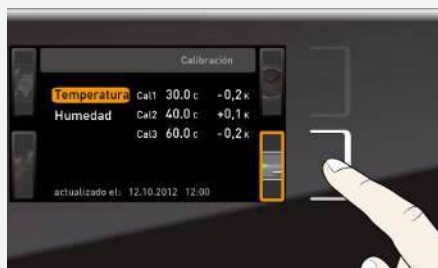 Calibración
Temperatura Cal1 30.0 c -0,2 K
Humedad Cal2 40.0 c +0,1 K
Cal3 60.0 c -0,2 K
actualizado el: 12.10.2012 12:00